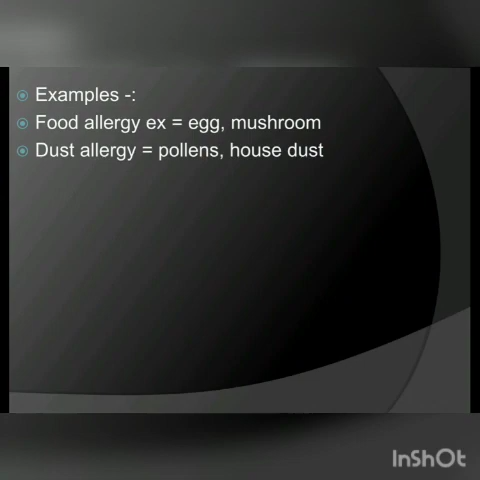 Examples -:
Food allergy ex = egg, mushroom
Dust allergy = pollens, house dust
InShOt